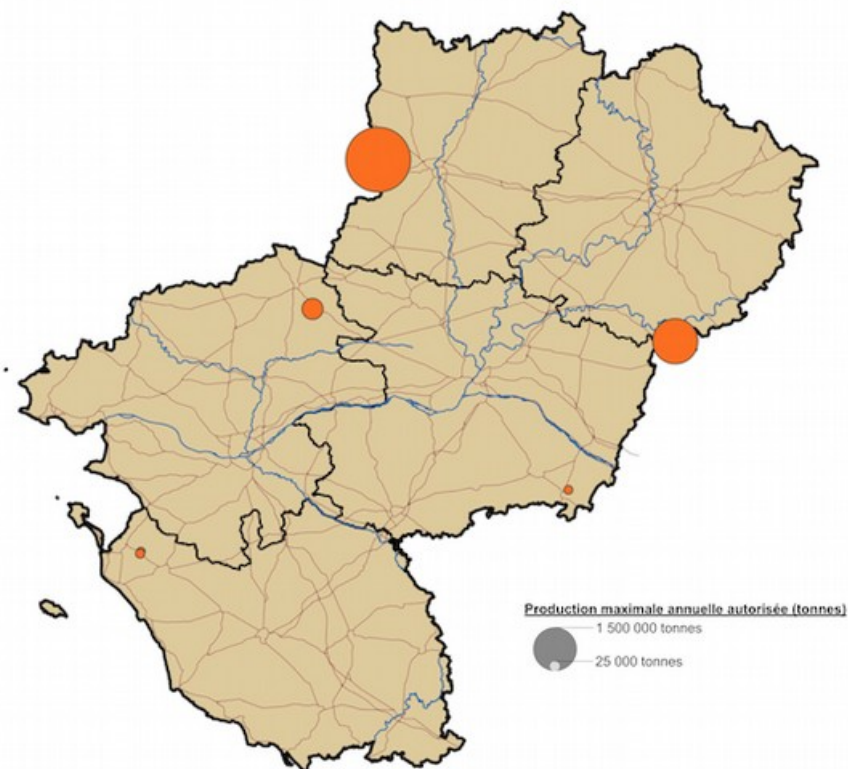 Production maximale annuelle autorisée (tonnes)
1 500 000 tonnes
25 000 tonnes